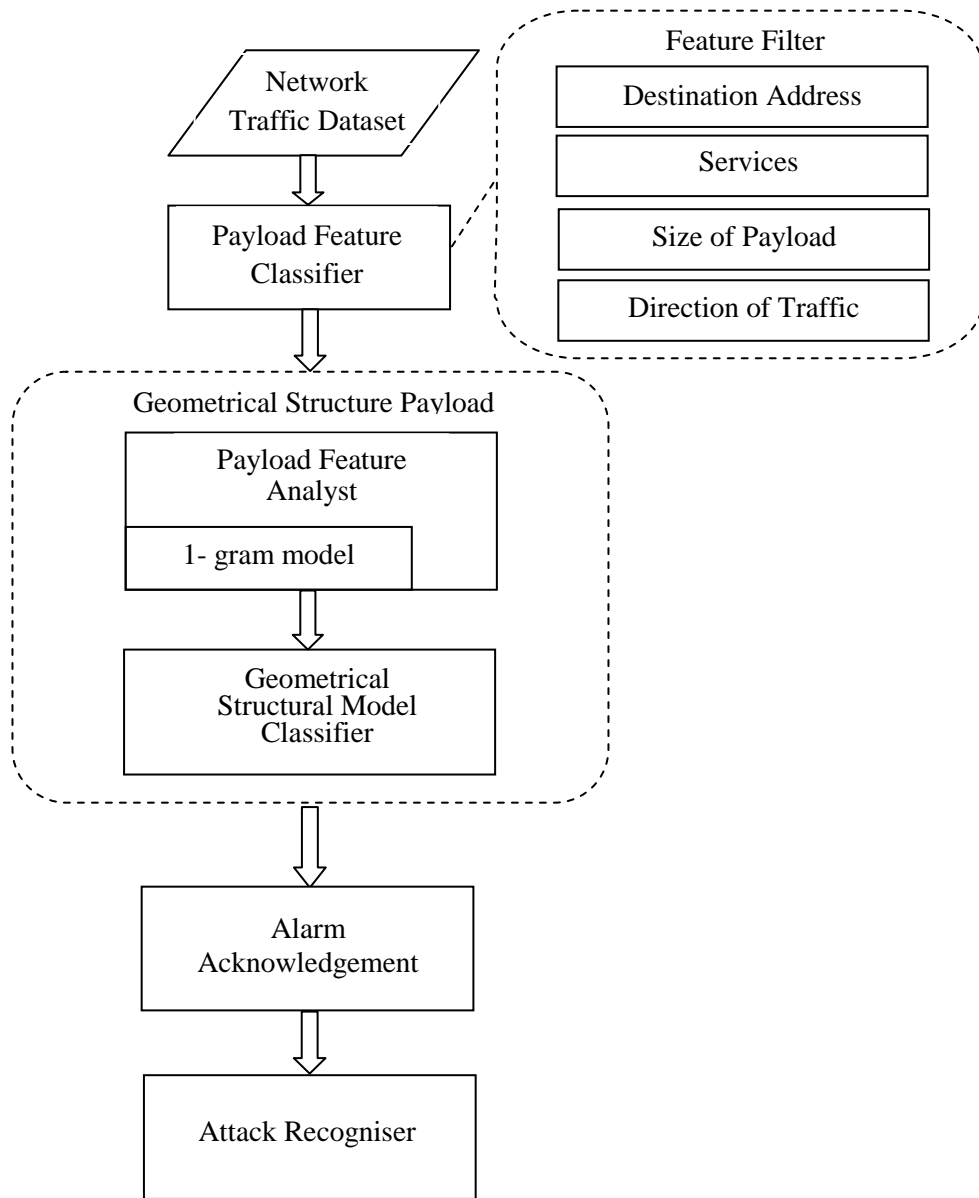 Network
Traffic Dataset
Feature Filter
Destination Address
Services
Size of Payload
Direction of Traffic
Payload Feature
Classifier
Geometrical Structure Payload
Payload Feature
Analyst
1- gram model
Geometrical
Structural Model
Classifier
Alarm
Acknowledgement
Attack Recogniser